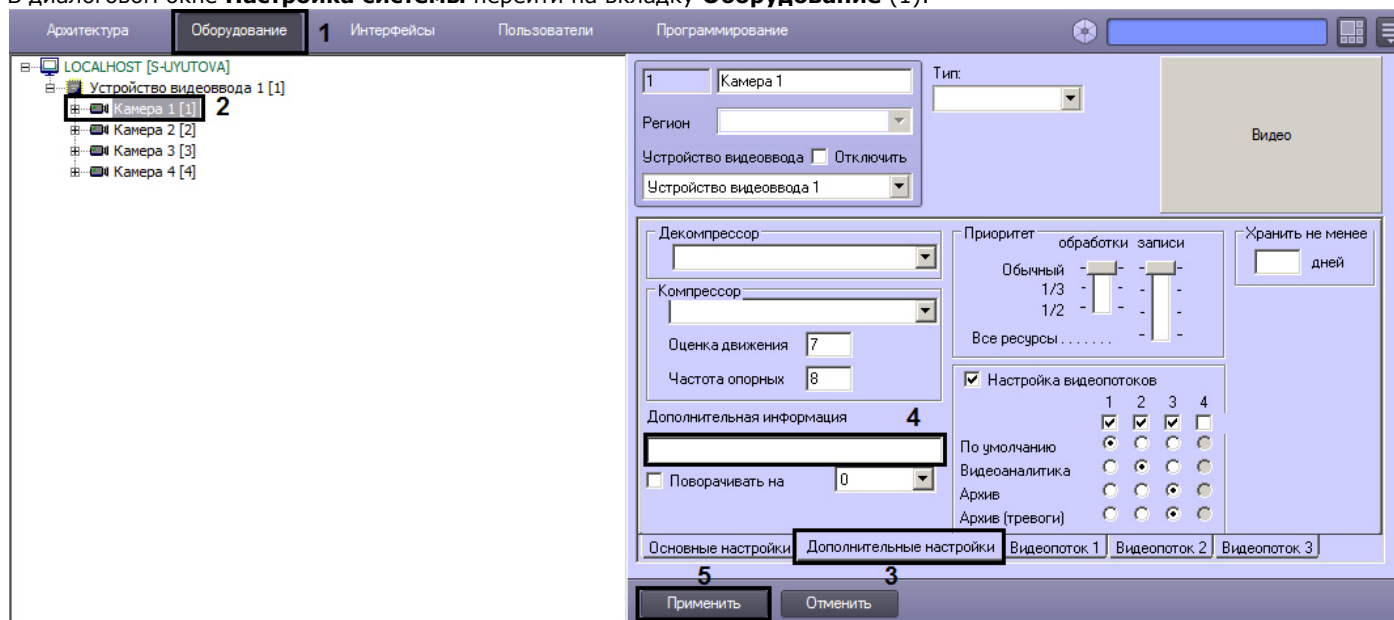 В диалоговом окне Настройка системы перейти на вкладку Оборудование (1).
Архитектура Оборудование 1 Интерфейсы Пользователи Программирование
LOCALHOST [S-UYUTOVA]
Устройство видеоввода 1 [1]
Камера 1 [1] 2
Камера 2 [2]
Камера 3 [3]
Камера 4 [4]
1 Камера 1
Тип:
Регион
Устройство видеоввода Отключить
Устройство видеоввода 1
Видео
Декомпрессор
Компрессор
Оценка движения 7
Частота опорных 8
Дополнительная информация 4
Поворачивать на 0
Приоритет
обработки записи
Обычный
1/3
1/2
Все ресурсы . . . . . . .
Хранить не менее
дней
Настройка видеопотоков
1 2 3 4
По умолчанию
Видеоаналитика
Архив
Архив (тревоги)
Основные настройки Дополнительные настройки Видеопоток 1 Видеопоток 2 Видеопоток 3
5 3
Применить Отменить